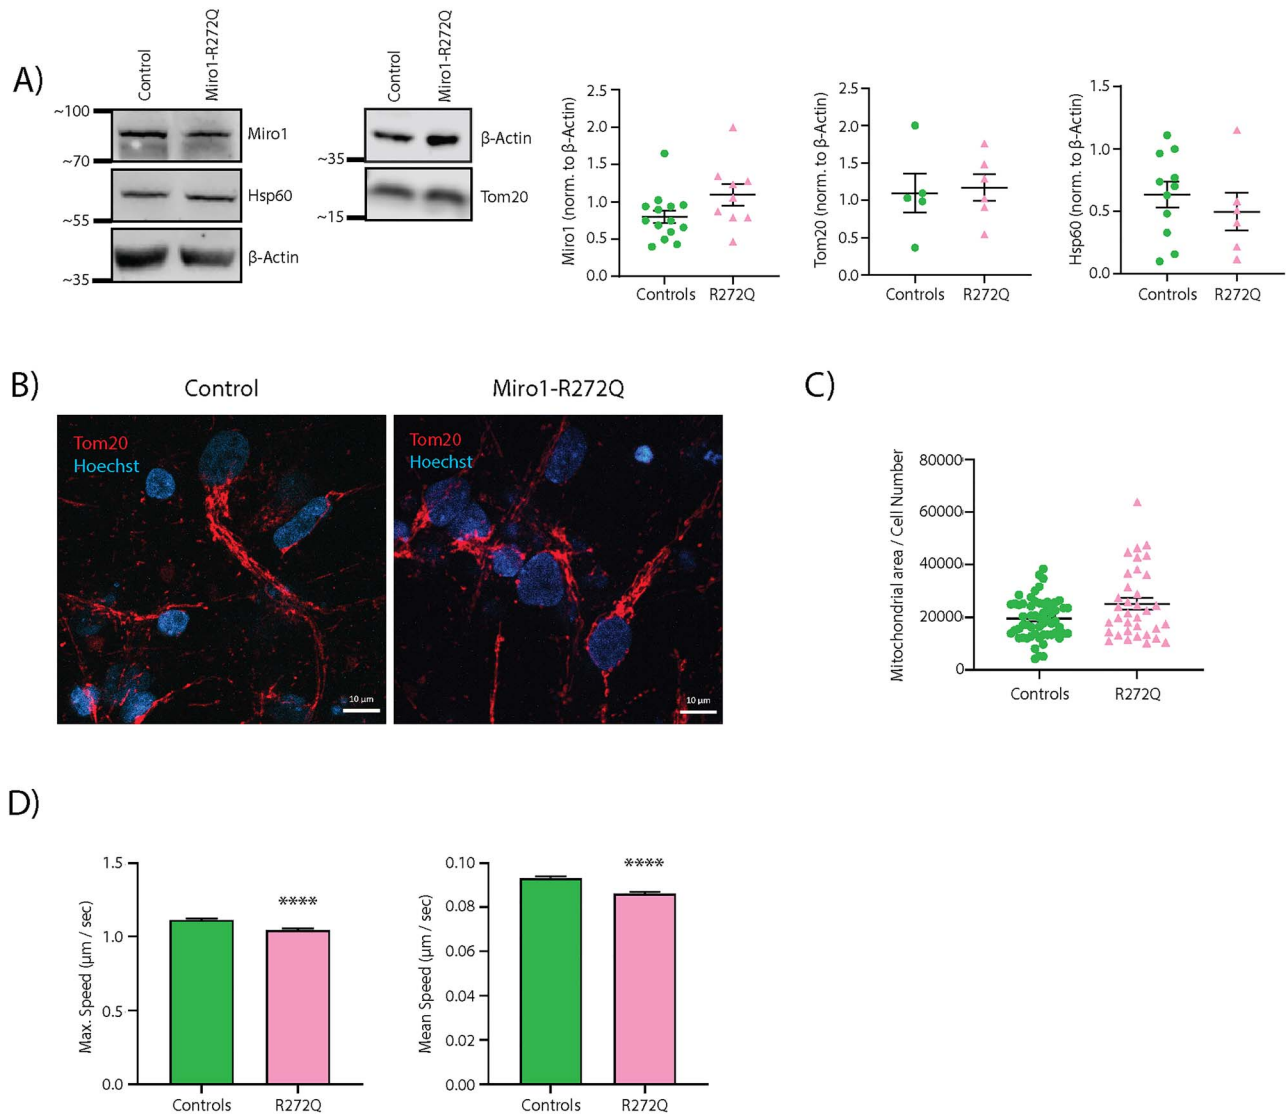 A)
Control
Miro1-R272Q
~100
Miro1
~70
Hsp60
~55
β-Actin
~35
Control
Miro1-R272Q
β-Actin
~35
Tom20
~15
Miro1 (norm. to β-Actin)
2.5
2.0
1.5
1.0
0.5
0.0
Controls
R272Q
Tom20 (norm. to β-Actin)
2.5
2.0
1.5
1.0
0.5
0.0
Controls
R272Q
Hsp60 (norm. to β-Actin)
1.5
1.0
0.5
0.0
Controls
R272Q
B)
Control
Miro1-R272Q
Tom20
Hoechst
10 µm
Tom20
Hoechst
10 µm
C)
Mitochondrial area / Cell Number
80000
60000
40000
20000
0
Controls
R272Q
D)
Max. Speed (µm / sec)
1.5
1.0
0.5
0.0
****
Controls
R272Q
Mean Speed (µm / sec)
0.10
0.08
0.06
0.04
0.02
0.00
****
Controls
R272Q